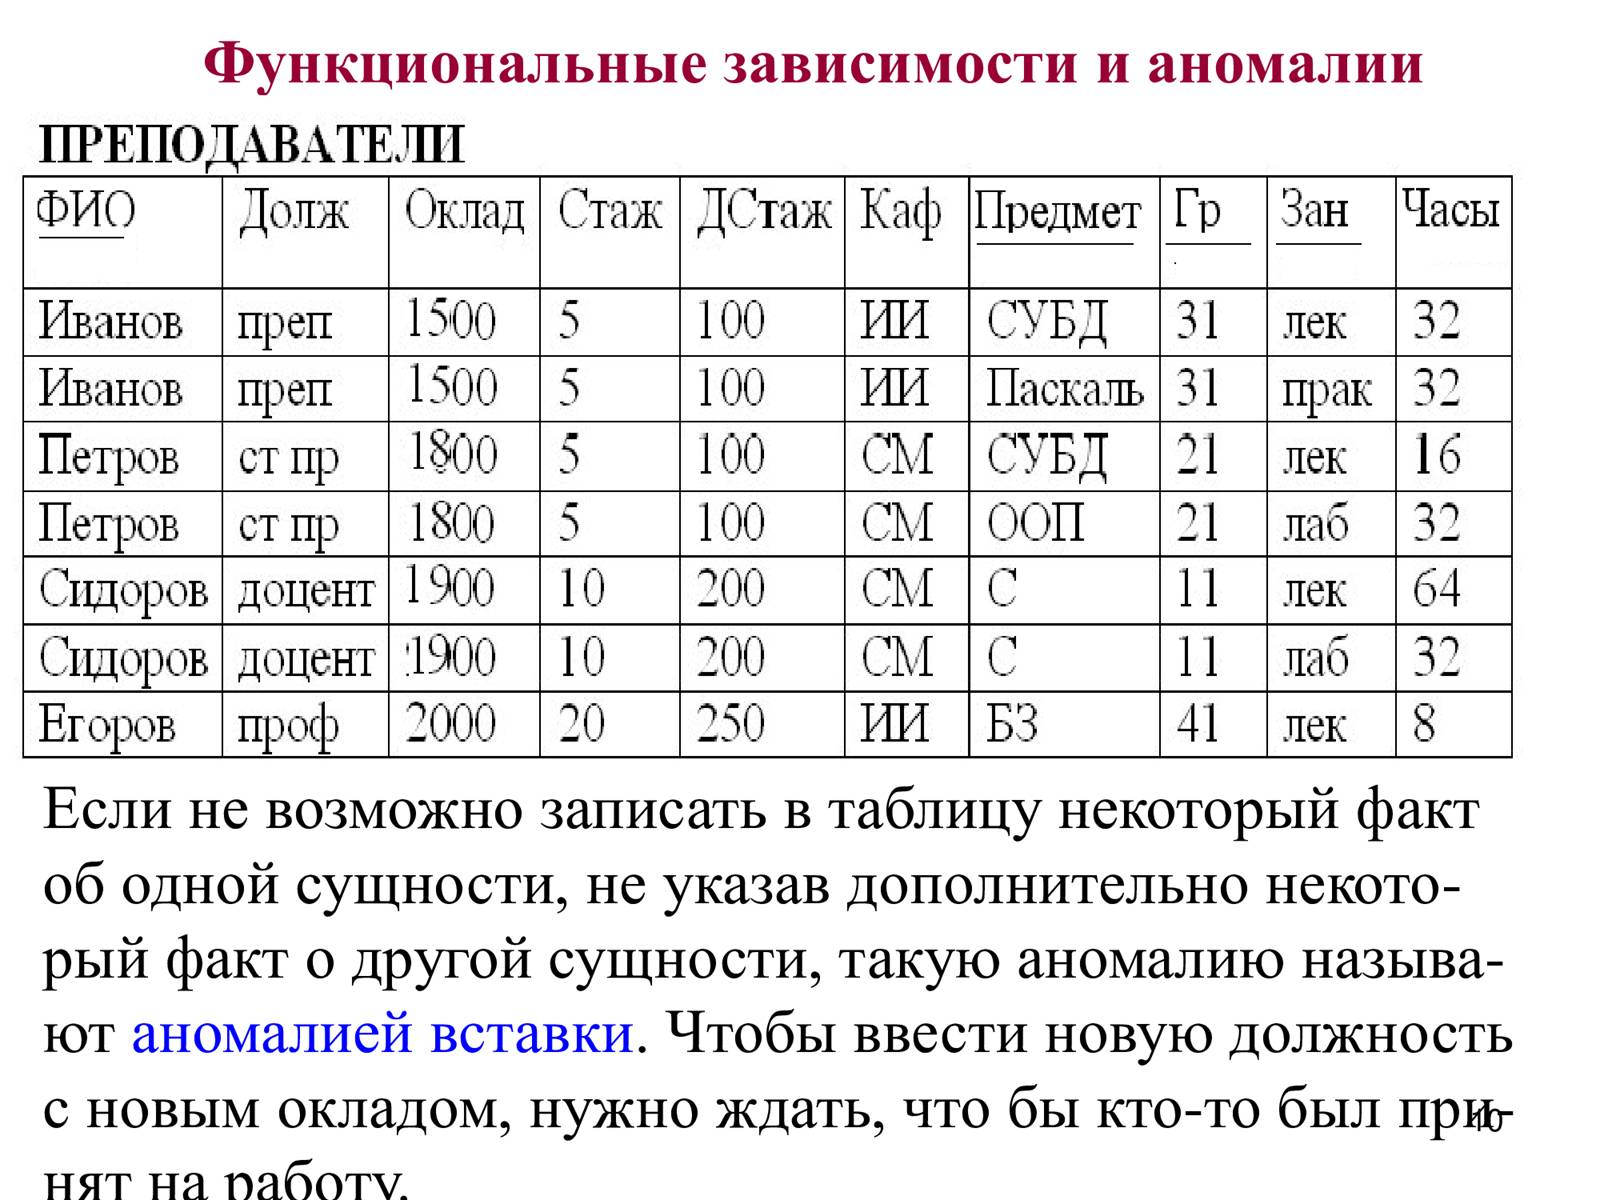 Функциональные зависимости и аномалии
ПРЕПОДАВАТЕЛИ
ФИО Долж Оклад Стаж ДСтаж Каф Предмет Гр Зан Часы
Иванов преп 1500 5 100 ИИ СУБД 31 лек 32
Иванов преп 1500 5 100 ИИ Паскаль 31 прак 32
Петров ст пр 1800 5 100 СМ СУБД 21 лек 16
Петров ст пр 1800 5 100 СМ ООП 21 лаб 32
Сидоров доцент 1900 10 200 СМ С 11 лек 64
Сидоров доцент 1900 10 200 СМ С 11 лаб 32
Егоров проф 2000 20 250 ИИ БЗ 41 лек 8
Если не возможно записать в таблицу некоторый факт
об одной сущности, не указав дополнительно некото-
рый факт о другой сущности, такую аномалию называ-
ют аномалией вставки. Чтобы ввести новую должность
с новым окладом, нужно ждать, что бы кто-то был при-
нят на работу.
10